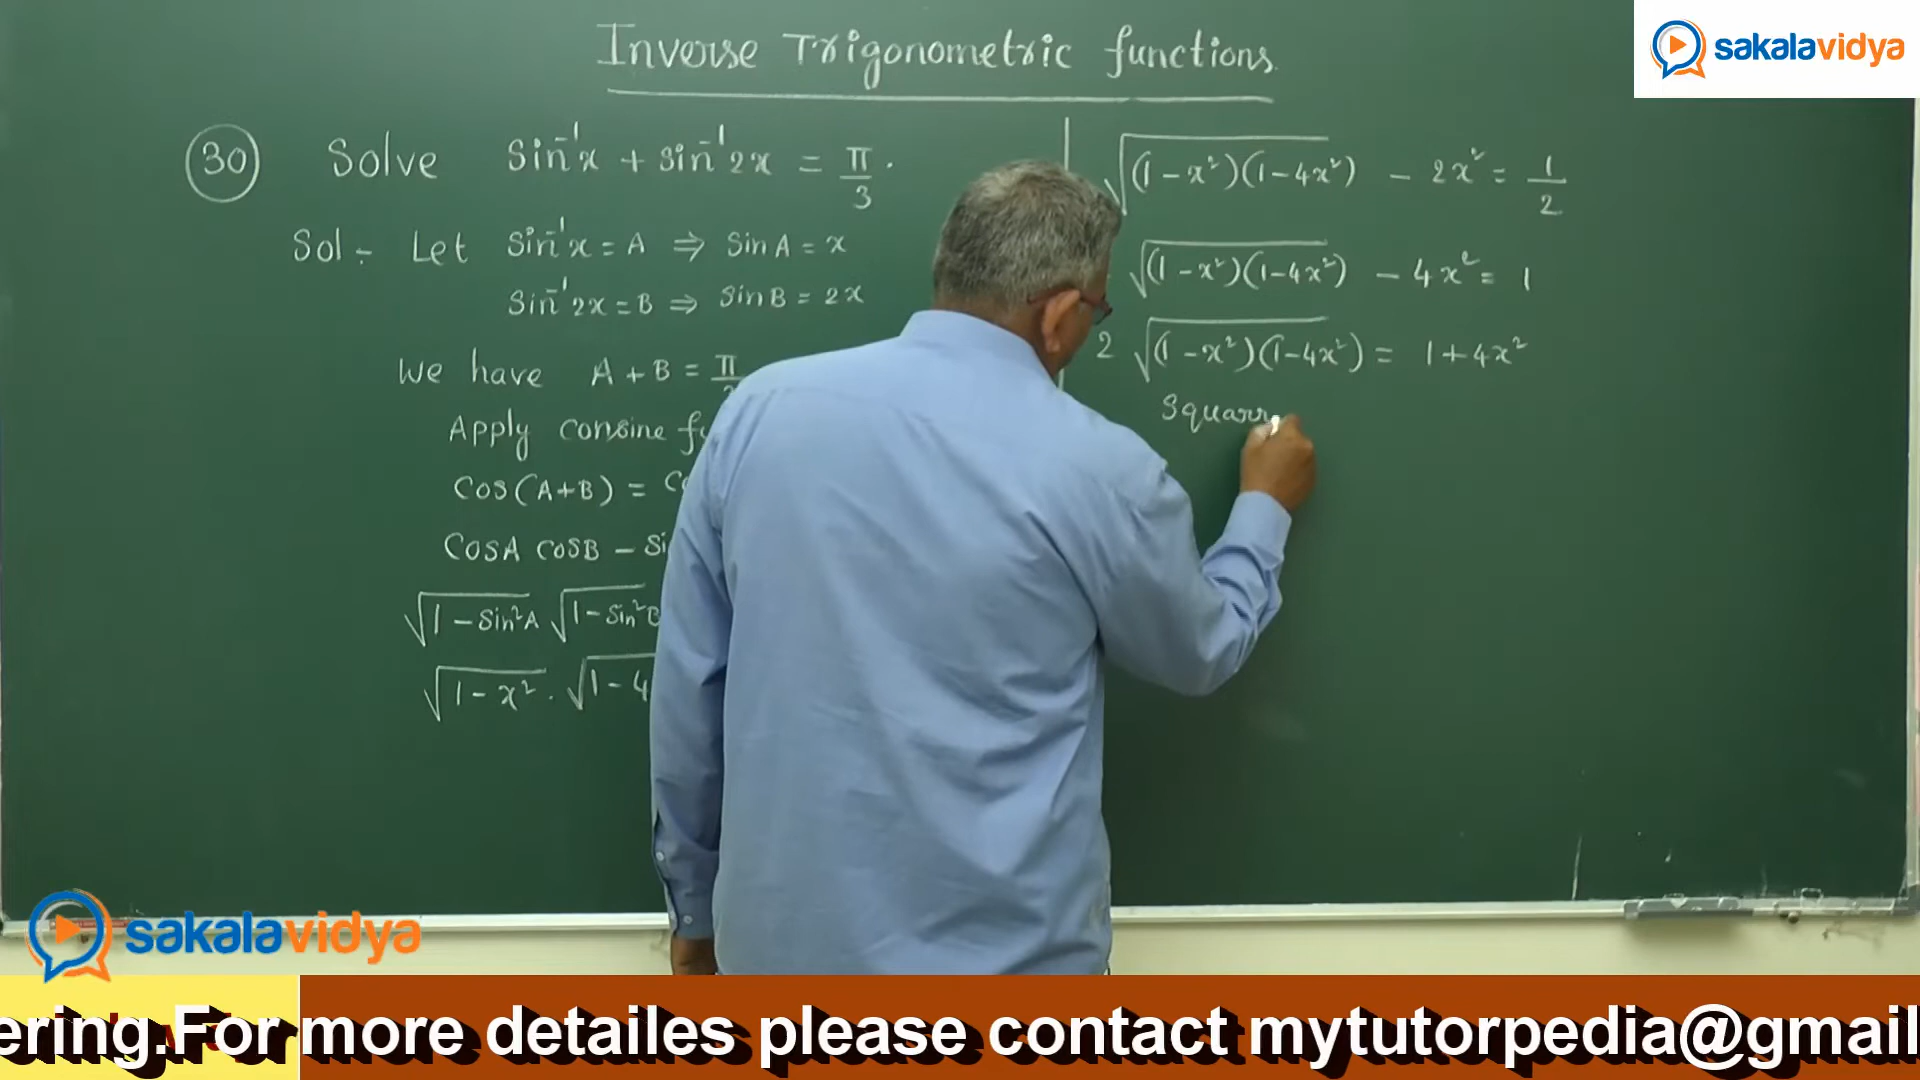 Inverse Trigonometric functions.
sakalavidya
30 Solve Sin⁻¹x + Sin⁻¹2x = π/3 .
Sol :- Let Sin⁻¹x = A ⇒ Sin A = x
Sin⁻¹2x = B ⇒ Sin B = 2x
We have A + B = π
Apply consine
Cos(A+B) =
CosA CosB -
√1-Sin²A √1-Sin²B
√1-x² . √1-4
√(1-x²)(1-4x²) - 2x² = 1/2
√(1-x²)(1-4x²) - 4x² = 1
2 √(1-x²)(1-4x²) = 1+4x²
sakalavidya
ering.For more detailes please contact mytutorpedia@gmail